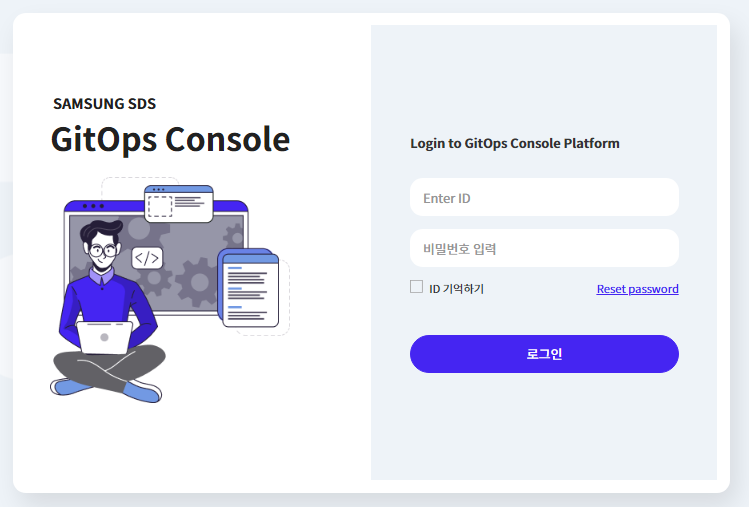 SAMSUNG SDS
GitOps Console
</>
Login to GitOps Console Platform
Enter ID
비밀번호 입력
ID 기억하기
Reset password
로그인